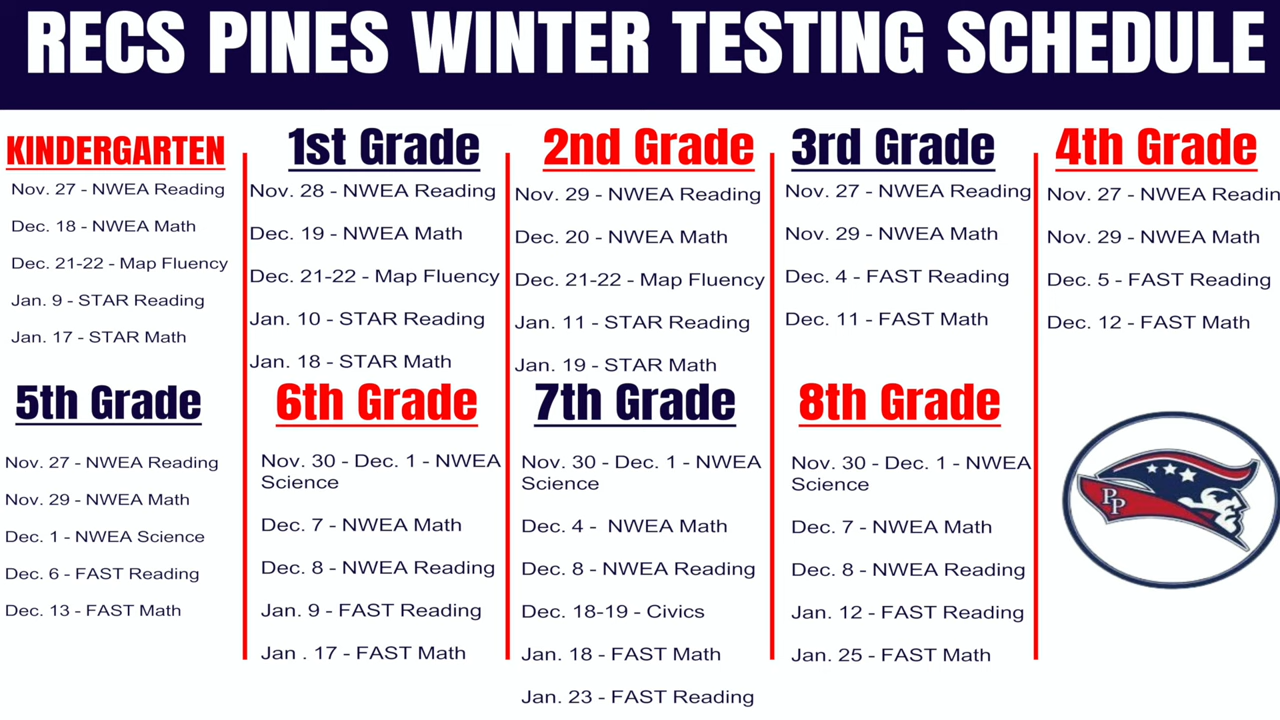 RECS PINES WINTER TESTING SCHEDULE
KINDERGARTEN
Nov. 27 - NWEA Reading
Dec. 18 - NWEA Math
Dec. 21-22 - Map Fluency
Jan. 9 - STAR Reading
Jan. 17 - STAR Math
1st Grade
Nov. 28 - NWEA Reading
Dec. 19 - NWEA Math
Dec. 21-22 - Map Fluency
Jan. 10 - STAR Reading
Jan. 18 - STAR Math
2nd Grade
Nov. 29 - NWEA Reading
Dec. 20 - NWEA Math
Dec. 21-22 - Map Fluency
Jan. 11 - STAR Reading
Jan. 19 - STAR Math
3rd Grade
Nov. 27 - NWEA Reading
Nov. 29 - NWEA Math
Dec. 4 - FAST Reading
Dec. 11 - FAST Math
4th Grade
Nov. 27 - NWEA Readin
Nov. 29 - NWEA Math
Dec. 5 - FAST Reading
Dec. 12 - FAST Math
5th Grade
Nov. 27 - NWEA Reading
Nov. 29 - NWEA Math
Dec. 1 - NWEA Science
Dec. 6 - FAST Reading
Dec. 13 - FAST Math
6th Grade
Nov. 30 - Dec. 1 - NWEA
Science
Dec. 7 - NWEA Math
Dec. 8 - NWEA Reading
Jan. 9 - FAST Reading
Jan . 17 - FAST Math
7th Grade
Nov. 30 - Dec. 1 - NWEA
Science
Dec. 4 -  NWEA Math
Dec. 8 - NWEA Reading
Dec. 18-19 - Civics
Jan. 18 - FAST Math
Jan. 23 - FAST Reading
8th Grade
Nov. 30 - Dec. 1 - NWEA
Science
Dec. 7 - NWEA Math
Dec. 8 - NWEA Reading
Jan. 12 - FAST Reading
Jan. 25 - FAST Math
PP